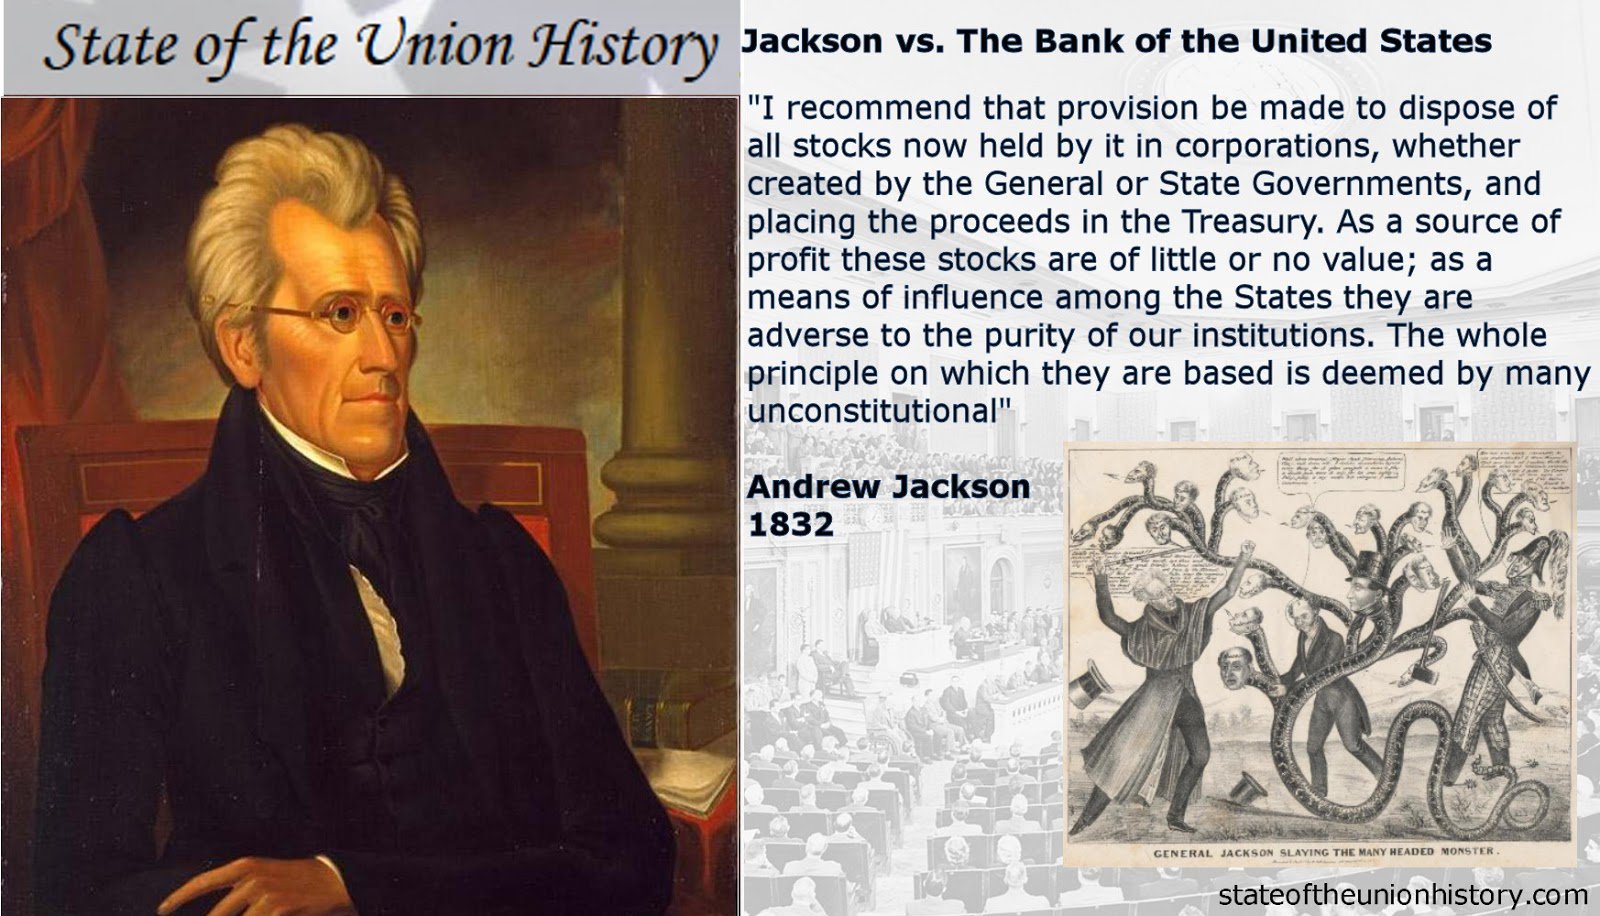 State of the Union History
Jackson vs. The Bank of the United States
"I recommend that provision be made to dispose of
all stocks now held by it in corporations, whether
created by the General or State Governments, and
placing the proceeds in the Treasury. As a source of
profit these stocks are of little or no value; as a
means of influence among the States they are
adverse to the purity of our institutions. The whole
principle on which they are based is deemed by many
unconstitutional"
Andrew Jackson
1832
GENERAL JACKSON SLAYING THE MANY HEADED MONSTER.
stateoftheunionhistory.com